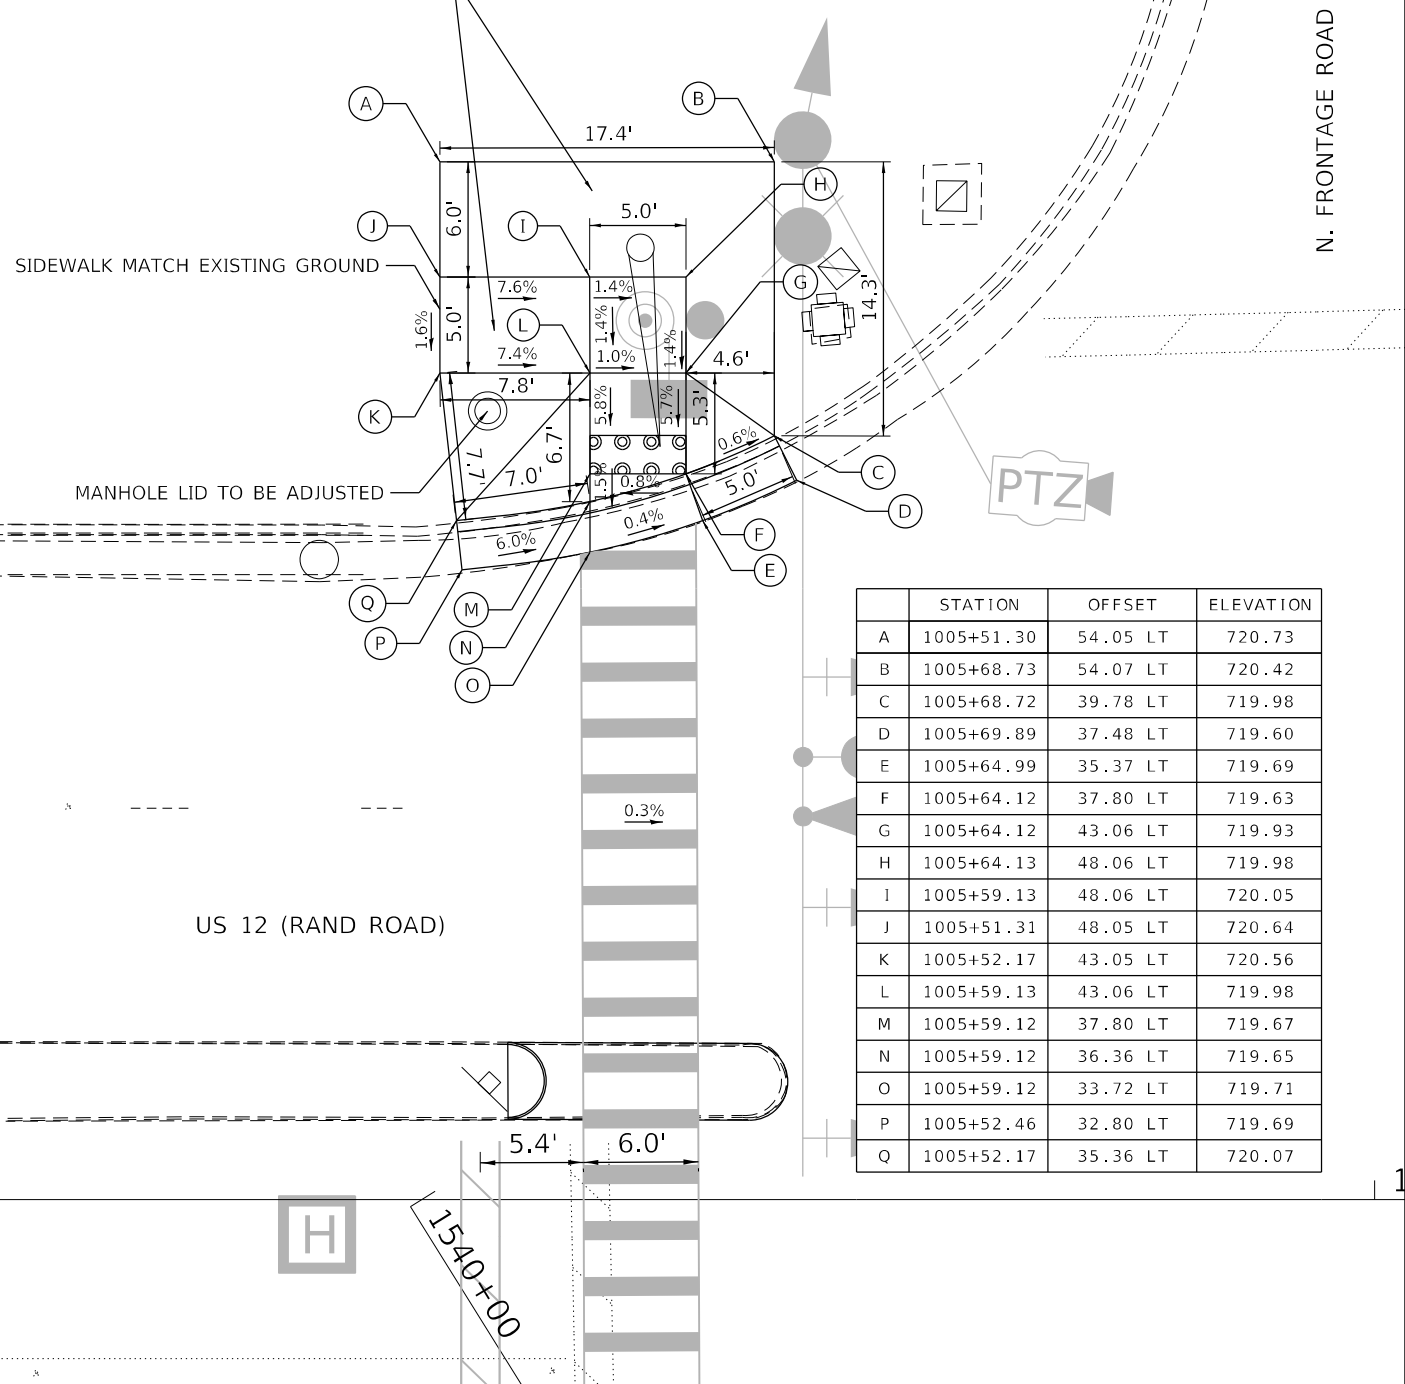 N. FRONTAGE ROAD
A
B
17.4'
H
J
6.0'
I
5.0'
SIDEWALK MATCH EXISTING GROUND
7.6%
1.4%
G
14.3'
1.6%
5.0'
L
1.4%
1.4%
7.4%
1.0%
4.6'
7.8'
K
5.8%
5.7%
5.3'
6.7'
7.7'
0.6%
7.0'
1.5%
0.8%
5.0'
C
MANHOLE LID TO BE ADJUSTED
PTZ
D
0.4%
6.0%
F
E
Q
M
P
N
O
STATION OFFSET ELEVATION
A 1005+51.30 54.05 LT 720.73
B 1005+68.73 54.07 LT 720.42
C 1005+68.72 39.78 LT 719.98
D 1005+69.89 37.48 LT 719.60
E 1005+64.99 35.37 LT 719.69
F 1005+64.12 37.80 LT 719.63
G 1005+64.12 43.06 LT 719.93
H 1005+64.13 48.06 LT 719.98
I 1005+59.13 48.06 LT 720.05
J 1005+51.31 48.05 LT 720.64
K 1005+52.17 43.05 LT 720.56
L 1005+59.13 43.06 LT 719.98
M 1005+59.12 37.80 LT 719.67
N 1005+59.12 36.36 LT 719.65
O 1005+59.12 33.72 LT 719.71
P 1005+52.46 32.80 LT 719.69
Q 1005+52.17 35.36 LT 720.07
0.3%
US 12 (RAND ROAD)
5.4'
6.0'
1
H
1540+00